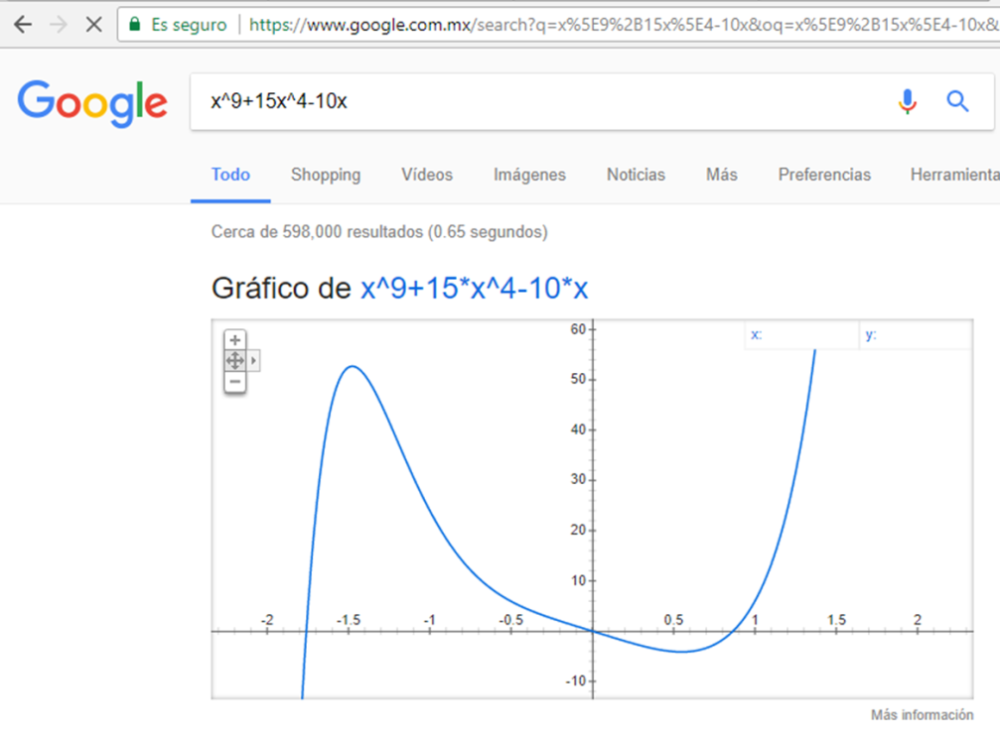 Es seguro | https://www.google.com.mx/search?q=x%5E9%2B15x%5E4-10x&oq=x%5E9%2B15x%5E4-10x&
Google x^9+15x^4-10x
Todo Shopping Vídeos Imágenes Noticias Más Preferencias Herramienta
Cerca de 598,000 resultados (0.65 segundos)
Gráfico de x^9+15*x^4-10*x
60 x: y:
50
40
30
20
10
-2 -1.5 -1 -0.5 0.5 1 1.5 2
-10
Más información